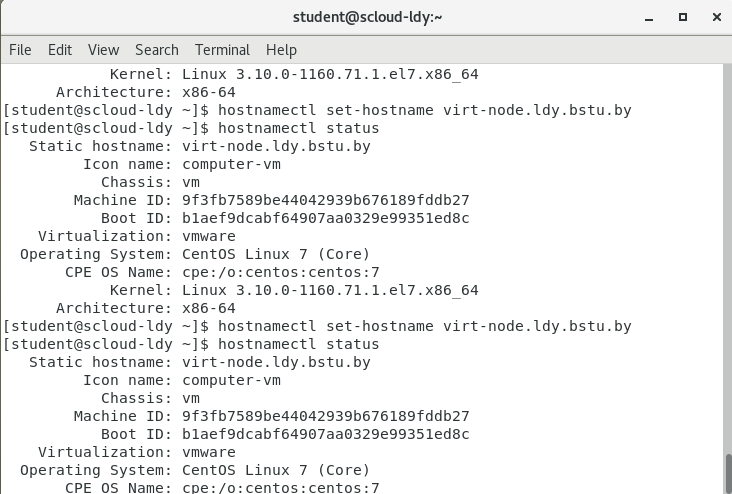 student@scloud-ldy:~
File Edit View Search Terminal Help
Kernel: Linux 3.10.0-1160.71.1.el7.x86_64
Architecture: x86-64
[student@scloud-ldy ~]$ hostnamectl set-hostname virt-node.ldy.bstu.by
[student@scloud-ldy ~]$ hostnamectl status
Static hostname: virt-node.ldy.bstu.by
Icon name: computer-vm
Chassis: vm
Machine ID: 9f3fb7589be44042939b676189fddb27
Boot ID: b1aef9dcabf64907aa0329e99351ed8c
Virtualization: vmware
Operating System: CentOS Linux 7 (Core)
CPE OS Name: cpe:/o:centos:centos:7
Kernel: Linux 3.10.0-1160.71.1.el7.x86_64
Architecture: x86-64
[student@scloud-ldy ~]$ hostnamectl set-hostname virt-node.ldy.bstu.by
[student@scloud-ldy ~]$ hostnamectl status
Static hostname: virt-node.ldy.bstu.by
Icon name: computer-vm
Chassis: vm
Machine ID: 9f3fb7589be44042939b676189fddb27
Boot ID: b1aef9dcabf64907aa0329e99351ed8c
Virtualization: vmware
Operating System: CentOS Linux 7 (Core)
CPE OS Name: cpe:/o:centos:centos:7